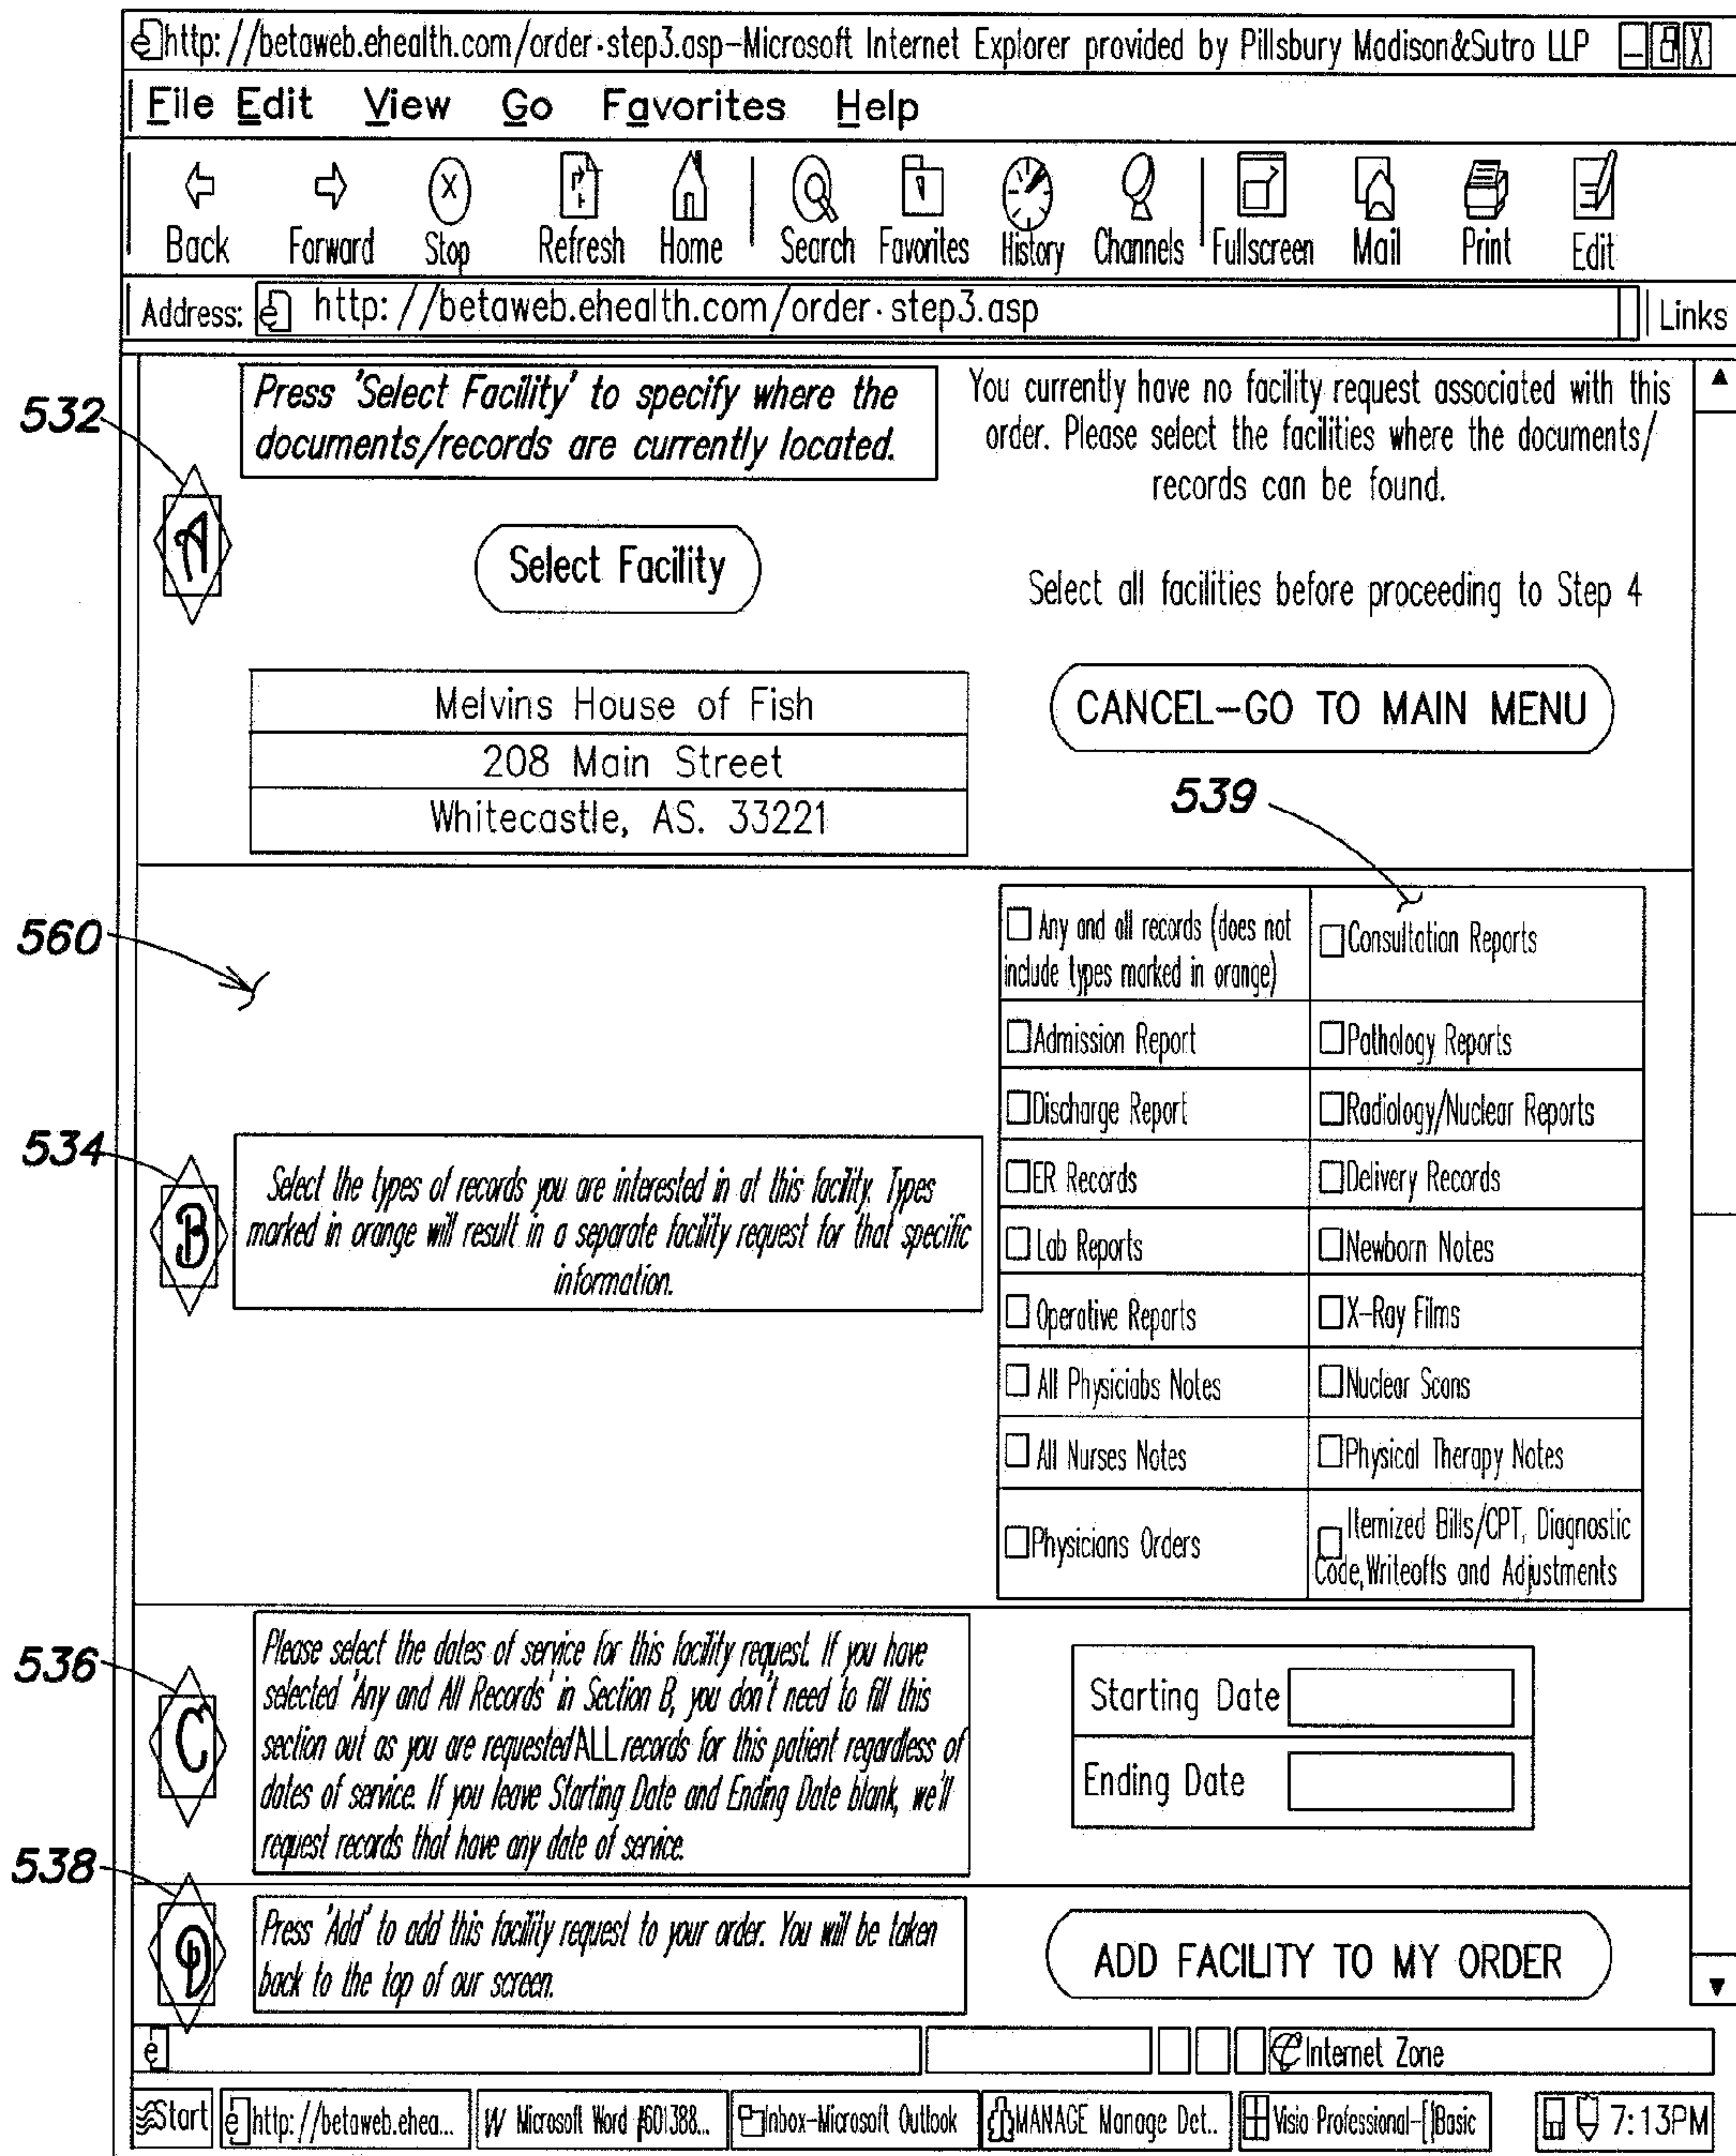 http://betaweb.ehealth.com/order-step3.asp-Microsoft Internet Explorer provided by Pillsbury Madison&Sutro LLP
File Edit View Go Favorites Help
Back Forward Stop Refresh Home Search Favorites History Channels Fullscreen Mail Print Edit
Address: http://betaweb.ehealth.com/order-step3.asp Links
532
A
Press 'Select Facility' to specify where the
documents/records are currently located.
Select Facility
You currently have no facility request associated with this
order. Please select the facilities where the documents/
records can be found.
Select all facilities before proceeding to Step 4
Melvins House of Fish
208 Main Street
Whitecastle, AS. 33221
CANCEL-GO TO MAIN MENU
539
560
534
B
Select the types of records you are interested in at this facility. Types
marked in orange will result in a separate facility request for that specific
information.
Any and all records (does not
include types marked in orange)
Consultation Reports
Admission Report
Pathology Reports
Discharge Report
Radiology/Nuclear Reports
ER Records
Delivery Records
Lab Reports
Newborn Notes
Operative Reports
X-Ray Films
All Physiciabs Notes
Nuclear Scans
All Nurses Notes
Physical Therapy Notes
Physicians Orders
Itemized Bills/CPT, Diagnostic
Code,Writeoffs and Adjustments
536
C
Please select the dates of service for this facility request. If you have
selected 'Any and All Records' in Section B, you don't need to fill this
section out as you are requested ALL records for this patient regardless of
dates of service. If you leave Starting Date and Ending Date blank, we'll
request records that have any date of service.
Starting Date
Ending Date
538
D
Press 'Add' to add this facility request to your order. You will be taken
back to the top of our screen.
ADD FACILITY TO MY ORDER
Internet Zone
Start http://betaweb.ehea... W Microsoft Word #601388... Inbox-Microsoft Outlook MANAGE Manage Det.. Visio Professional-[]Basic 7:13PM